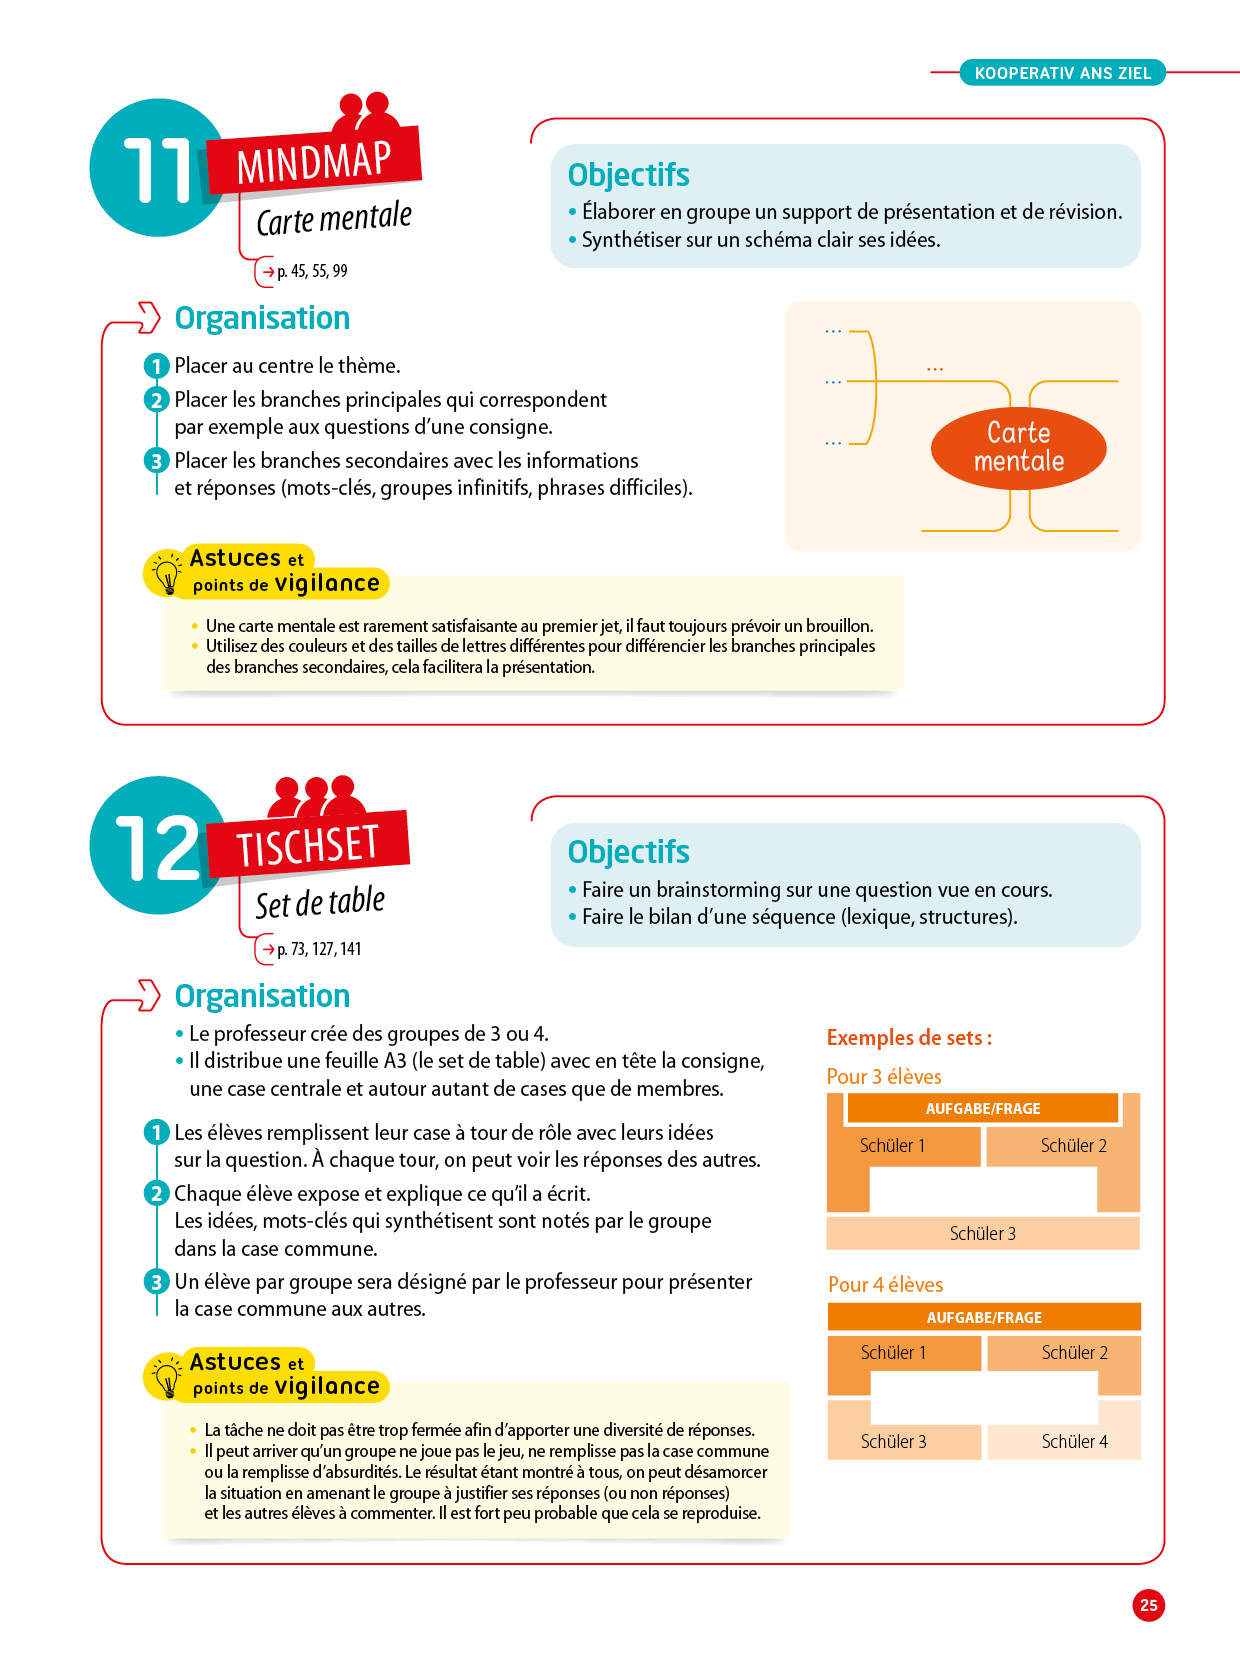 KOOPERATIV ANS ZIEL
11
MINDMAP
Carte mentale
p. 45, 55, 99
Objectifs
• Élaborer en groupe un support de présentation et de révision.
• Synthétiser sur un schéma clair ses idées.
Organisation
1 Placer au centre le thème.
2 Placer les branches principales qui correspondent
par exemple aux questions d’une consigne.
3 Placer les branches secondaires avec les informations
et réponses (mots-clés, groupes infinitifs, phrases difficiles).
...
...
...
...
Carte
mentale
Astuces et
points de vigilance
• Une carte mentale est rarement satisfaisante au premier jet, il faut toujours prévoir un brouillon.
• Utilisez des couleurs et des tailles de lettres différentes pour différencier les branches principales
des branches secondaires, cela facilitera la présentation.
12
TISCHSET
Set de table
p. 73, 127, 141
Objectifs
• Faire un brainstorming sur une question vue en cours.
• Faire le bilan d’une séquence (lexique, structures).
Organisation
• Le professeur crée des groupes de 3 ou 4.
• Il distribue une feuille A3 (le set de table) avec en tête la consigne,
une case centrale et autour autant de cases que de membres.
1 Les élèves remplissent leur case à tour de rôle avec leurs idées
sur la question. À chaque tour, on peut voir les réponses des autres.
2 Chaque élève expose et explique ce qu’il a écrit.
Les idées, mots-clés qui synthétisent sont notés par le groupe
dans la case commune.
3 Un élève par groupe sera désigné par le professeur pour présenter
la case commune aux autres.
Exemples de sets :
Pour 3 élèves
AUFGABE/FRAGE
Schüler 1
Schüler 2
Schüler 3
Pour 4 élèves
AUFGABE/FRAGE
Schüler 1
Schüler 2
Schüler 3
Schüler 4
Astuces et
points de vigilance
• La tâche ne doit pas être trop fermée afin d’apporter une diversité de réponses.
• Il peut arriver qu’un groupe ne joue pas le jeu, ne remplisse pas la case commune
ou la remplisse d’absurdités. Le résultat étant montré à tous, on peut désamorcer
la situation en amenant le groupe à justifier ses réponses (ou non réponses)
et les autres élèves à commenter. Il est fort peu probable que cela se reproduise.
25